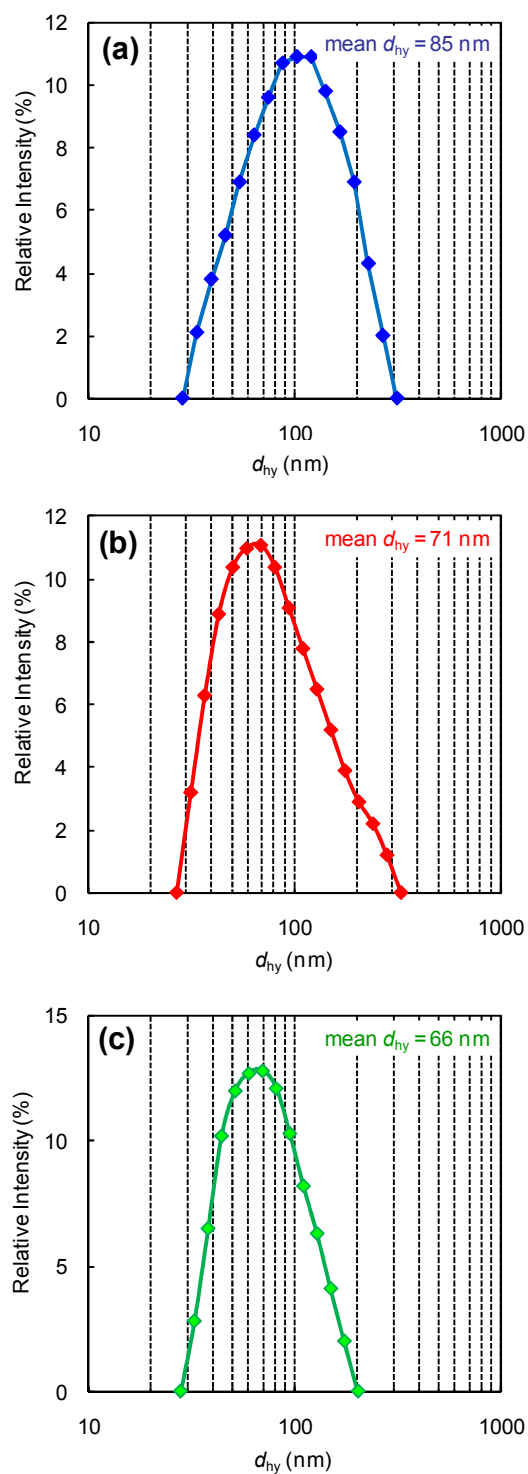 (a)
mean dhy = 85 nm
Relative Intensity (%)
12
10
8
6
4
2
0
10
100
1000
dhy (nm)
(b)
mean dhy = 71 nm
Relative Intensity (%)
12
10
8
6
4
2
0
10
100
1000
dhy (nm)
(c)
mean dhy = 66 nm
Relative Intensity (%)
15
10
5
0
10
100
1000
dhy (nm)